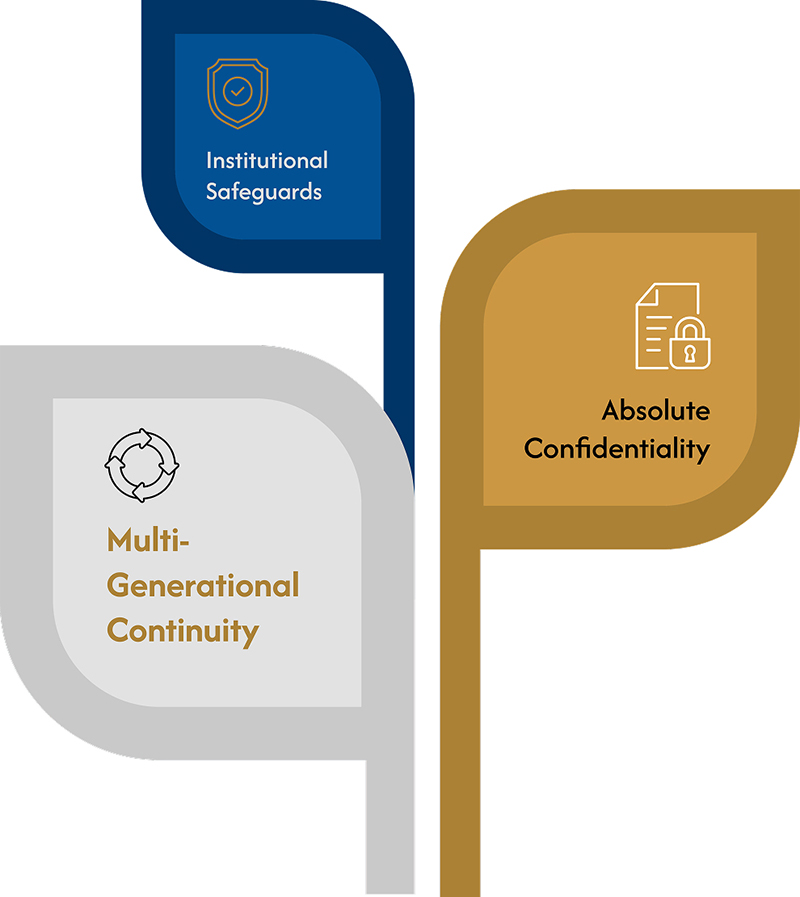 Institutional
Safeguards
Absolute
Confidentiality
Multi-
Generational
Continuity